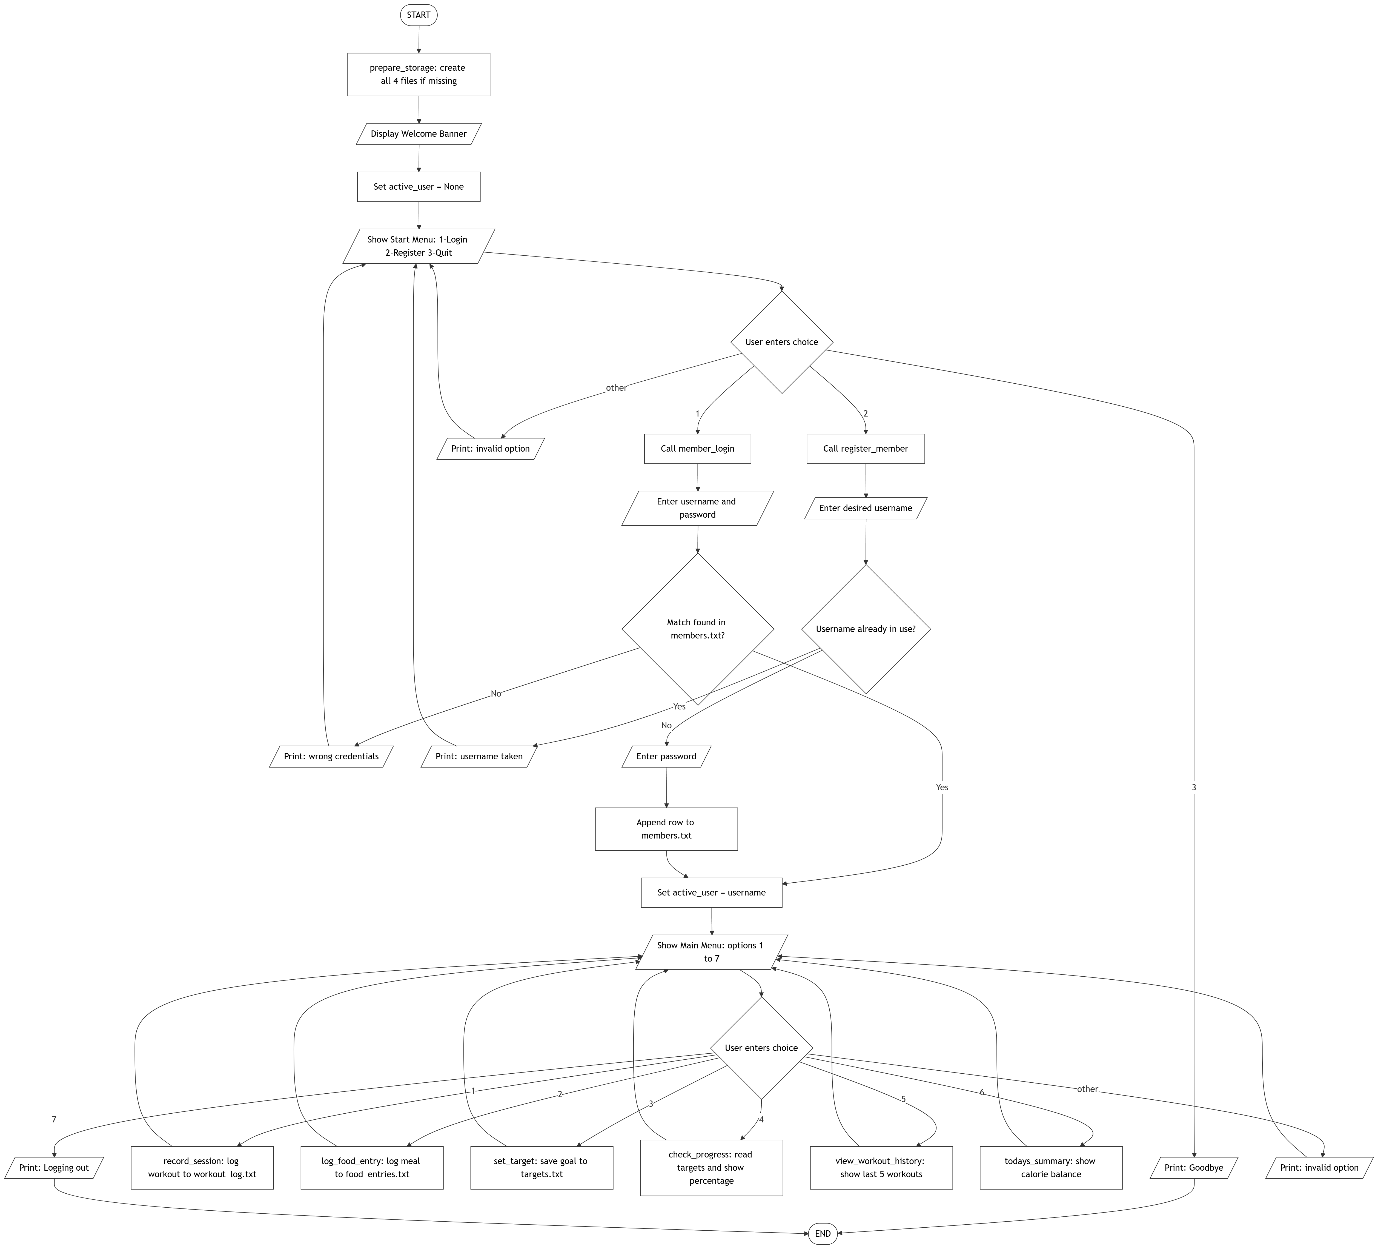 START
prepare_storage: create
all 4 files if missing
Display Welcome Banner
Set active_user = None
Show Start Menu: 1-Login
2-Register 3-Quit
User enters choice
other
1
2
Print: invalid option
Call member_login
Call register_member
Enter username and
password
Enter desired username
Match found in
members.txt?
Username already in use?
No
Yes
No
Print: wrong credentials
Print: username taken
Enter password
Yes
3
Append row to
members.txt
Set active_user = username
Show Main Menu: options 1
to 7
User enters choice
7
1
2
3
4
5
6
other
Print: Logging out
record_session: log
workout to workout_log.txt
log_food_entry: log meal
to food_entries.txt
set_target: save goal to
targets.txt
check_progress: read
targets and show
percentage
view_workout_history:
show last 5 workouts
todays_summary: show
calorie balance
Print: Goodbye
Print: invalid option
END